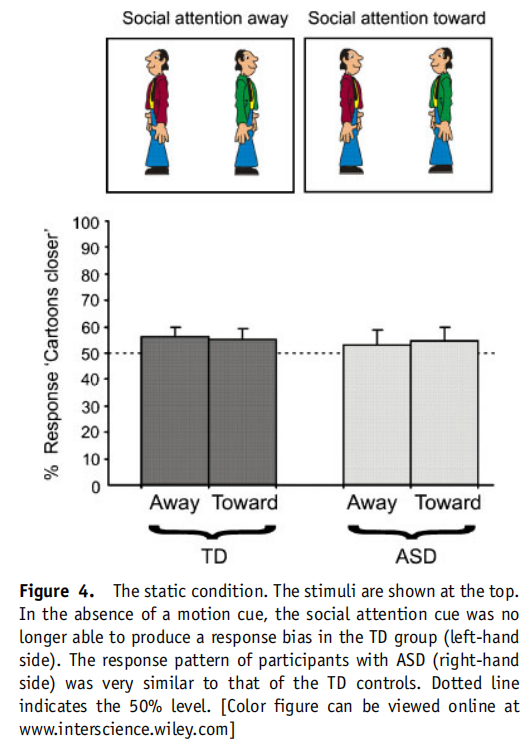 Social attention away Social attention toward
% Response 'Cartoons closer'
100
90
80
70
60
50
40
30
20
10
0
Away Toward Away Toward
TD ASD
Figure 4. The static condition. The stimuli are shown at the top.
In the absence of a motion cue, the social attention cue was no
longer able to produce a response bias in the TD group (left-hand
side). The response pattern of participants with ASD (right-hand
side) was very similar to that of the TD controls. Dotted line
indicates the 50% level. [Color figure can be viewed online at
www.interscience.wiley.com]